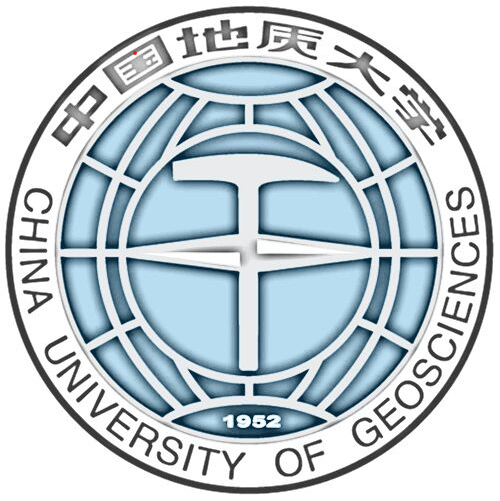 中国地质大学
CHINA UNIVERSITY OF GEOSCIENCES
1952